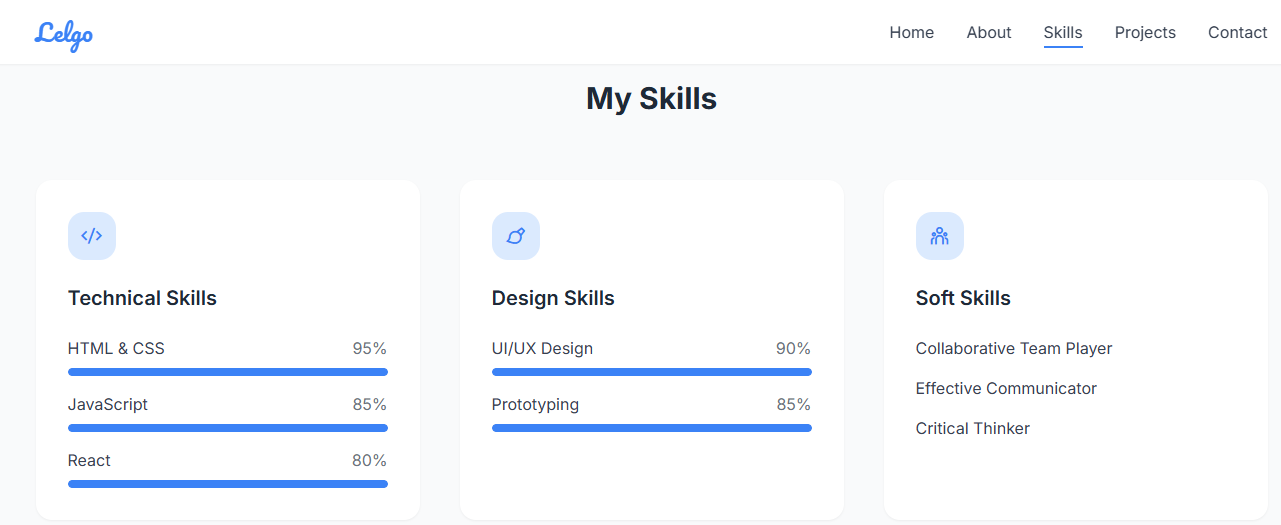 Lelgo
Home About Skills Projects Contact
My Skills
Technical Skills
HTML & CSS 95%
JavaScript 85%
React 80%
Design Skills
UI/UX Design 90%
Prototyping 85%
Soft Skills
Collaborative Team Player
Effective Communicator
Critical Thinker